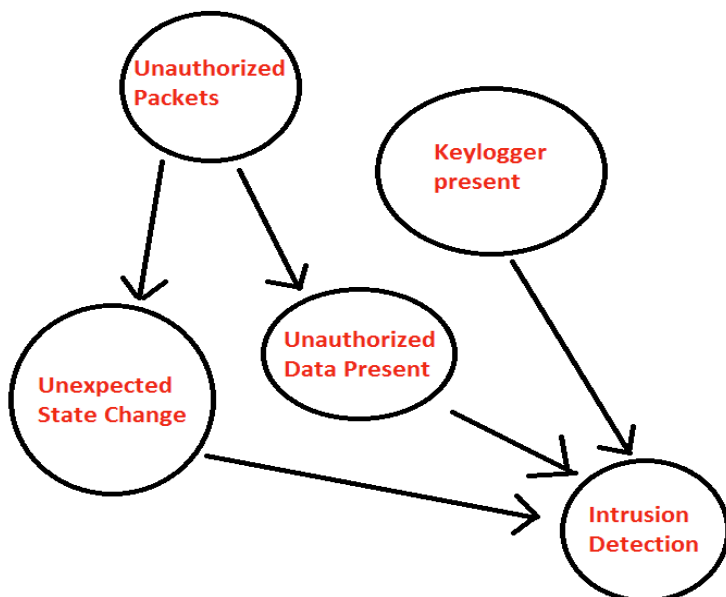 Unauthorized
Packets
Keylogger
present
Unauthorized
Data Present
Unexpected
State Change
Intrusion
Detection